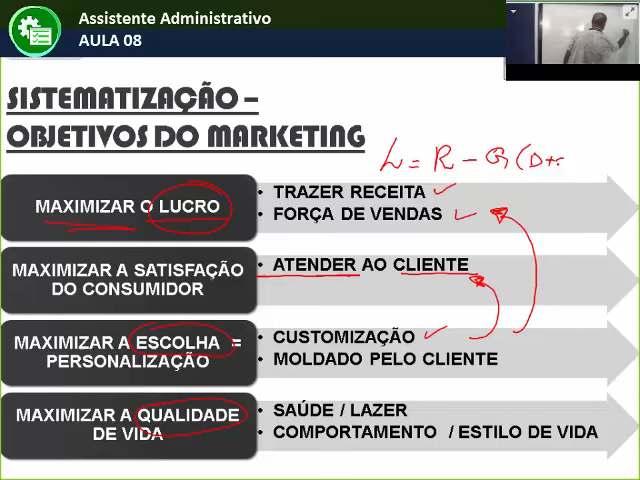 Assistente Administrativo
AULA 08
SISTEMATIZAÇÃO –
OBJETIVOS DO MARKETING
L = R - G (D+
MAXIMIZAR O LUCRO
• TRAZER RECEITA
• FORÇA DE VENDAS
MAXIMIZAR A SATISFAÇÃO
DO CONSUMIDOR
• ATENDER AO CLIENTE
MAXIMIZAR A ESCOLHA =
PERSONALIZAÇÃO
• CUSTOMIZAÇÃO
• MOLDADO PELO CLIENTE
MAXIMIZAR A QUALIDADE
DE VIDA
• SAÚDE / LAZER
• COMPORTAMENTO / ESTILO DE VIDA